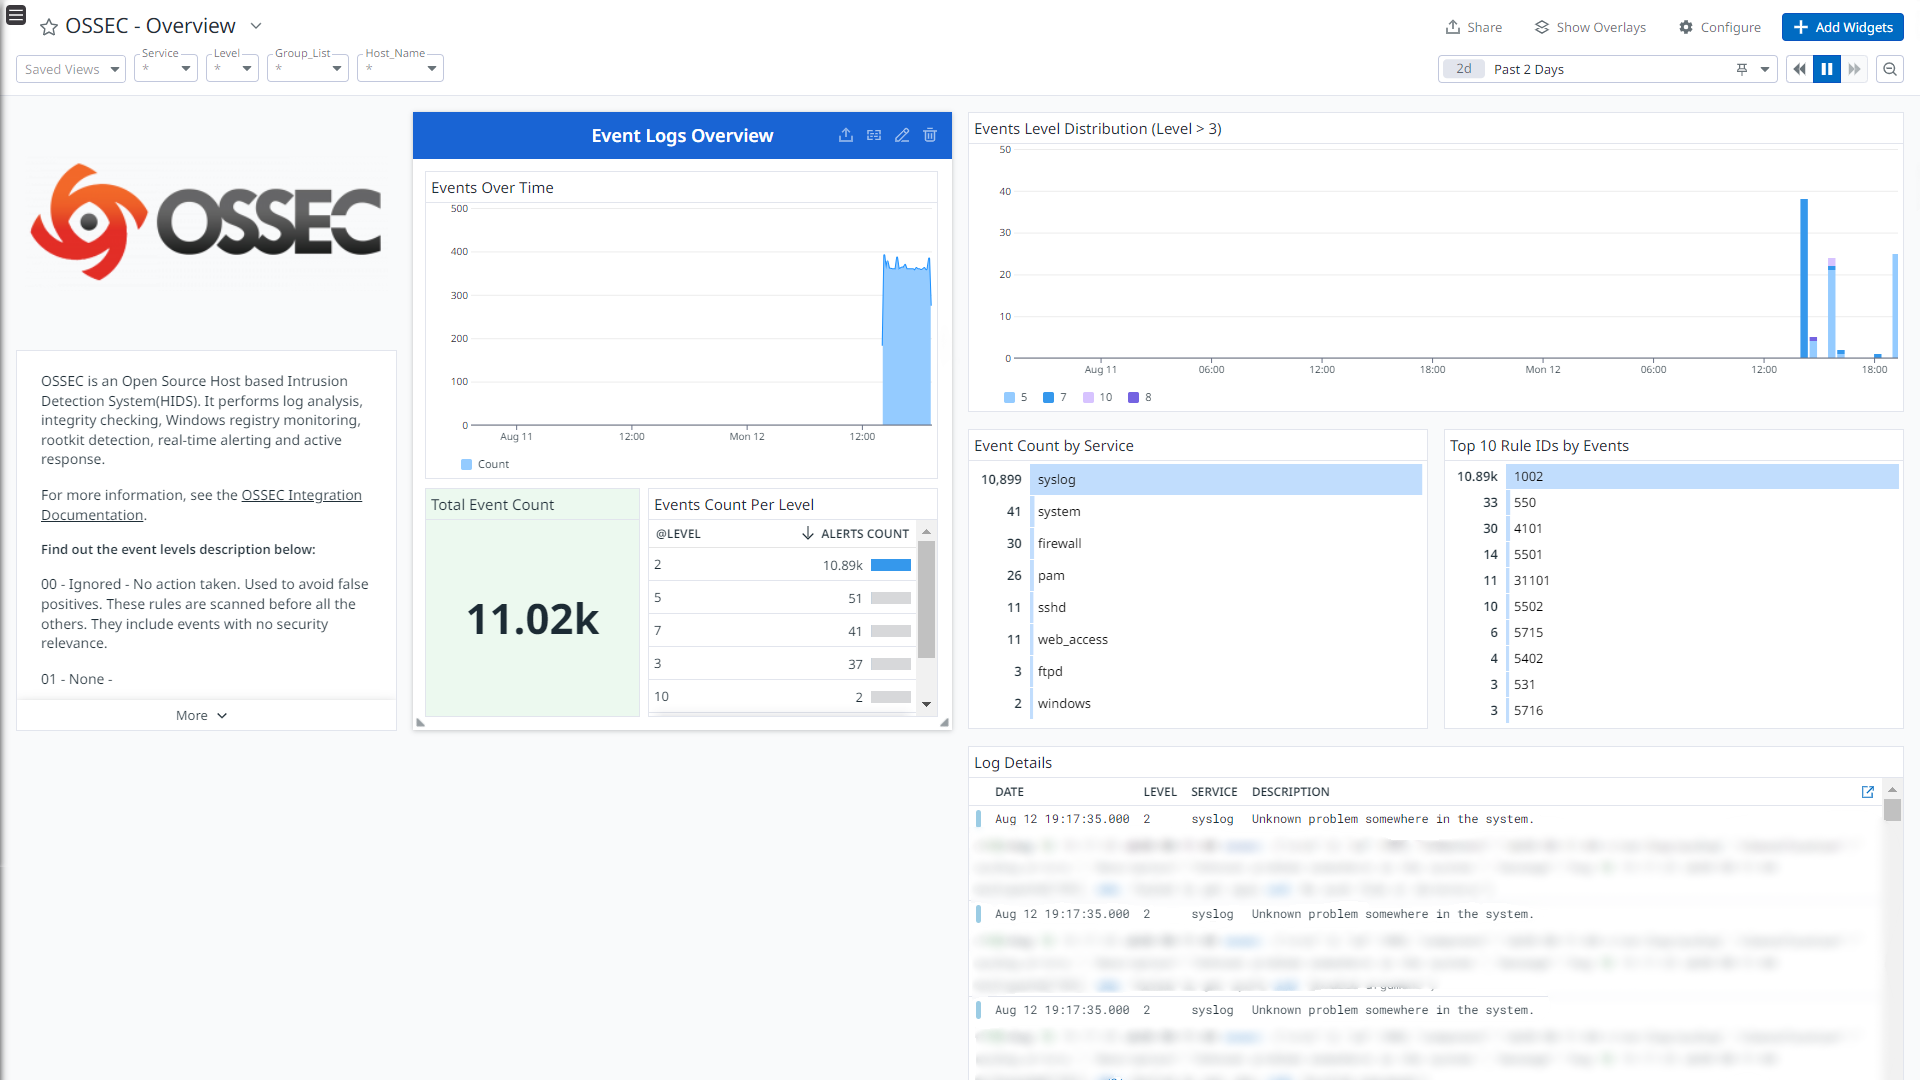 OSSEC - Overview
Share
Show Overlays
Configure
Add Widgets
Saved Views
Service
*
Level
*
Group_List
*
Host_Name
*
2d
Past 2 Days
OSSEC
OSSEC is an Open Source Host based Intrusion
Detection System(HIDS). It performs log analysis,
integrity checking, Windows registry monitoring,
rootkit detection, real-time alerting and active
response.
For more information, see the OSSEC Integration
Documentation.
Find out the event levels description below:
00 - Ignored - No action taken. Used to avoid false
positives. These rules are scanned before all the
others. They include events with no security
relevance.
01 - None -
More
Event Logs Overview
Events Over Time
500
400
300
200
100
0
Aug 11
12:00
Mon 12
12:00
Count
Total Event Count
11.02k
Events Count Per Level
@LEVEL ALERTS COUNT
2 10.89k
5 51
7 41
3 37
10 2
Events Level Distribution (Level > 3)
50
40
30
20
10
0
Aug 11
06:00
12:00
18:00
Mon 12
06:00
12:00
18:00
5 7 10 8
Event Count by Service
10,899 syslog
41 system
30 firewall
26 pam
11 sshd
11 web_access
3 ftpd
2 windows
Top 10 Rule IDs by Events
10.89k 1002
33 550
30 4101
14 5501
11 31101
10 5502
6 5715
4 5402
3 531
3 5716
Log Details
DATE LEVEL SERVICE DESCRIPTION
Aug 12 19:17:35.000 2 syslog Unknown problem somewhere in the system.
Aug 12 19:17:35.000 2 syslog Unknown problem somewhere in the system.
Aug 12 19:17:35.000 2 syslog Unknown problem somewhere in the system.